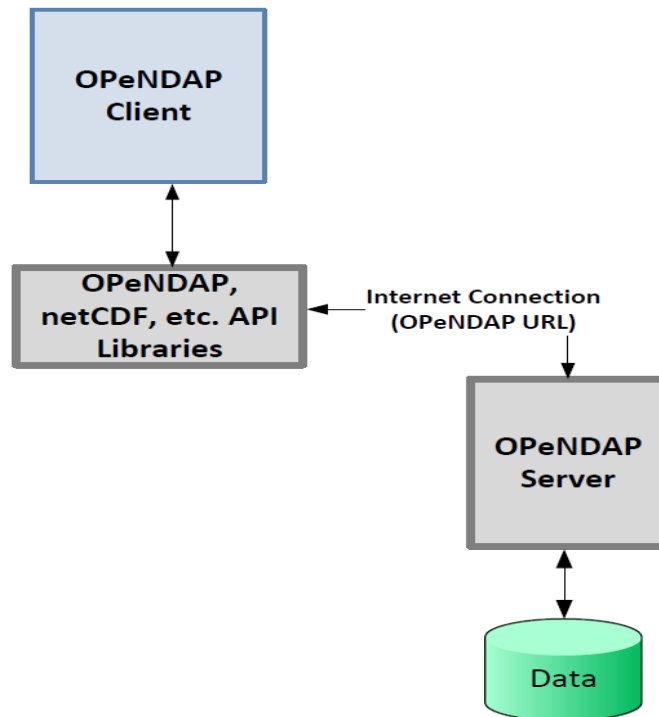 OPeNDAP
Client
OPeNDAP,
netCDF, etc. API
Libraries
Internet Connection
(OPeNDAP URL)
OPeNDAP
Server
Data